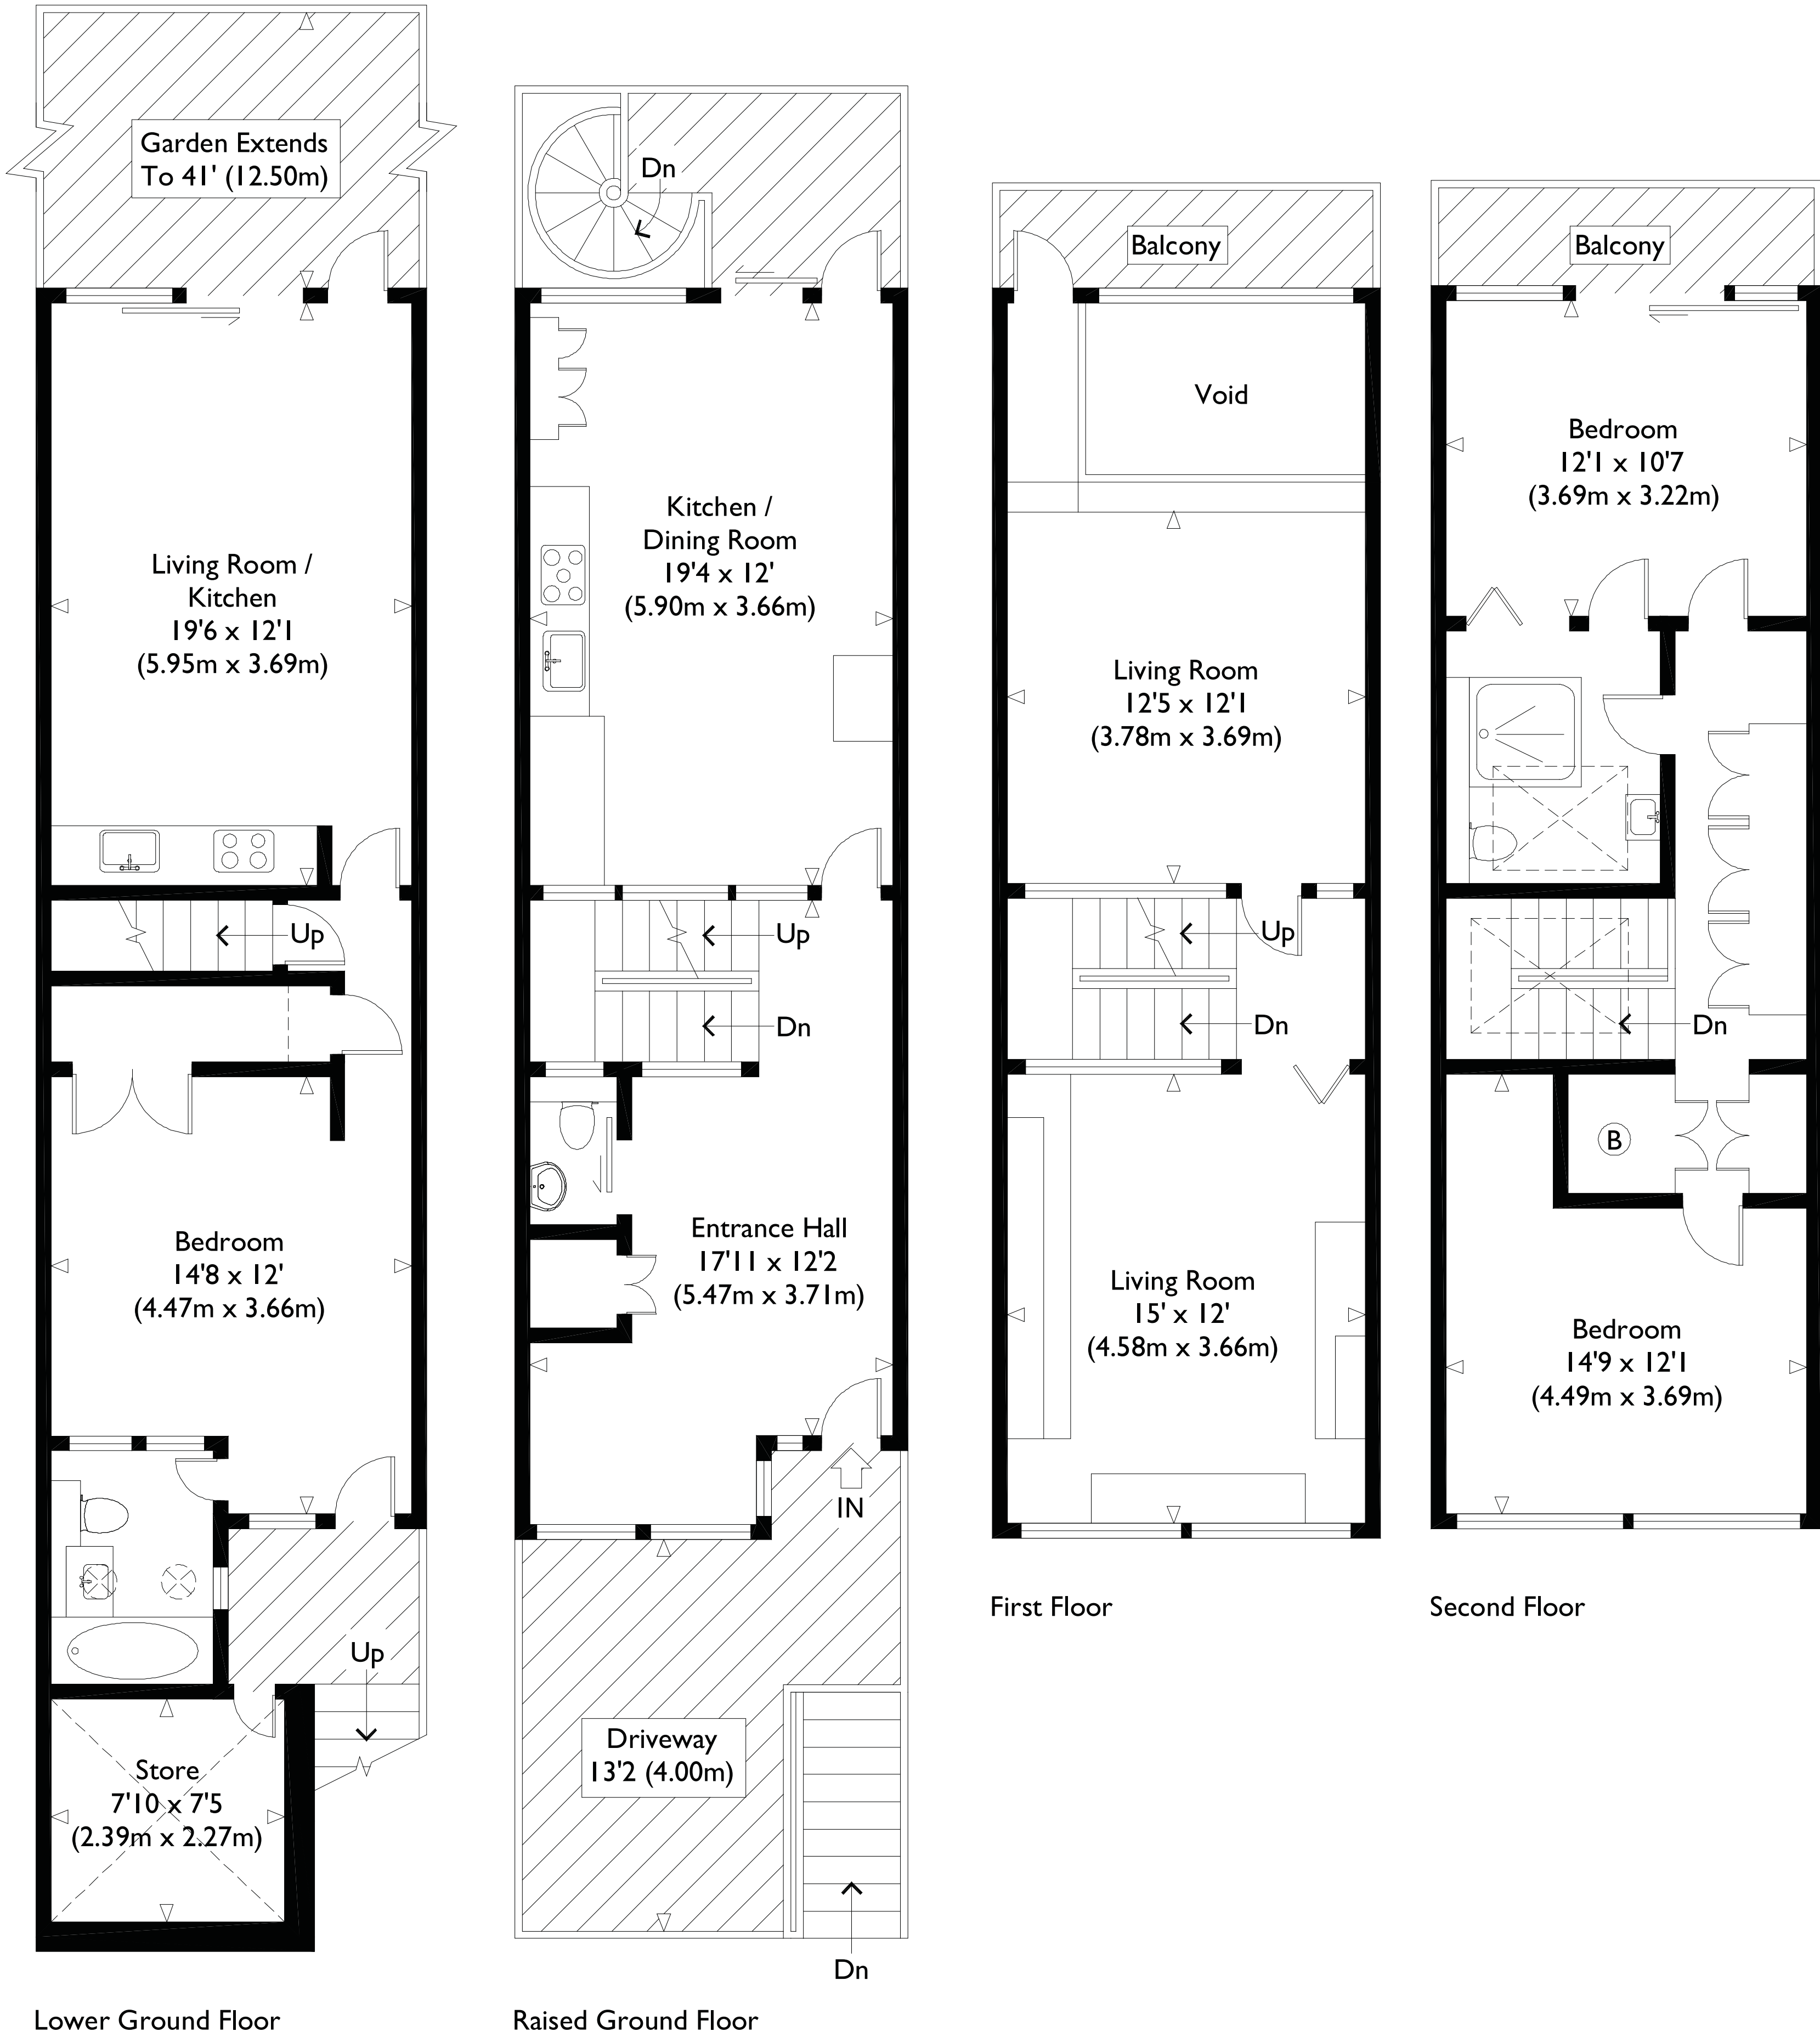 Garden Extends
To 41' (12.50m)
Living Room /
Kitchen
19'6 x 12'1
(5.95m x 3.69m)
Up
Bedroom
14'8 x 12'
(4.47m x 3.66m)
Up
Store
7'10 x 7'5
(2.39m x 2.27m)
Lower Ground Floor
Dn
Kitchen /
Dining Room
19'4 x 12'
(5.90m x 3.66m)
Up
Dn
Entrance Hall
17'11 x 12'2
(5.47m x 3.71m)
IN
Driveway
13'2 (4.00m)
Dn
Raised Ground Floor
Balcony
Void
Living Room
12'5 x 12'1
(3.78m x 3.69m)
Up
Dn
Living Room
15' x 12'
(4.58m x 3.66m)
First Floor
Balcony
Bedroom
12'1 x 10'7
(3.69m x 3.22m)
Dn
B
Bedroom
14'9 x 12'1
(4.49m x 3.69m)
Second Floor